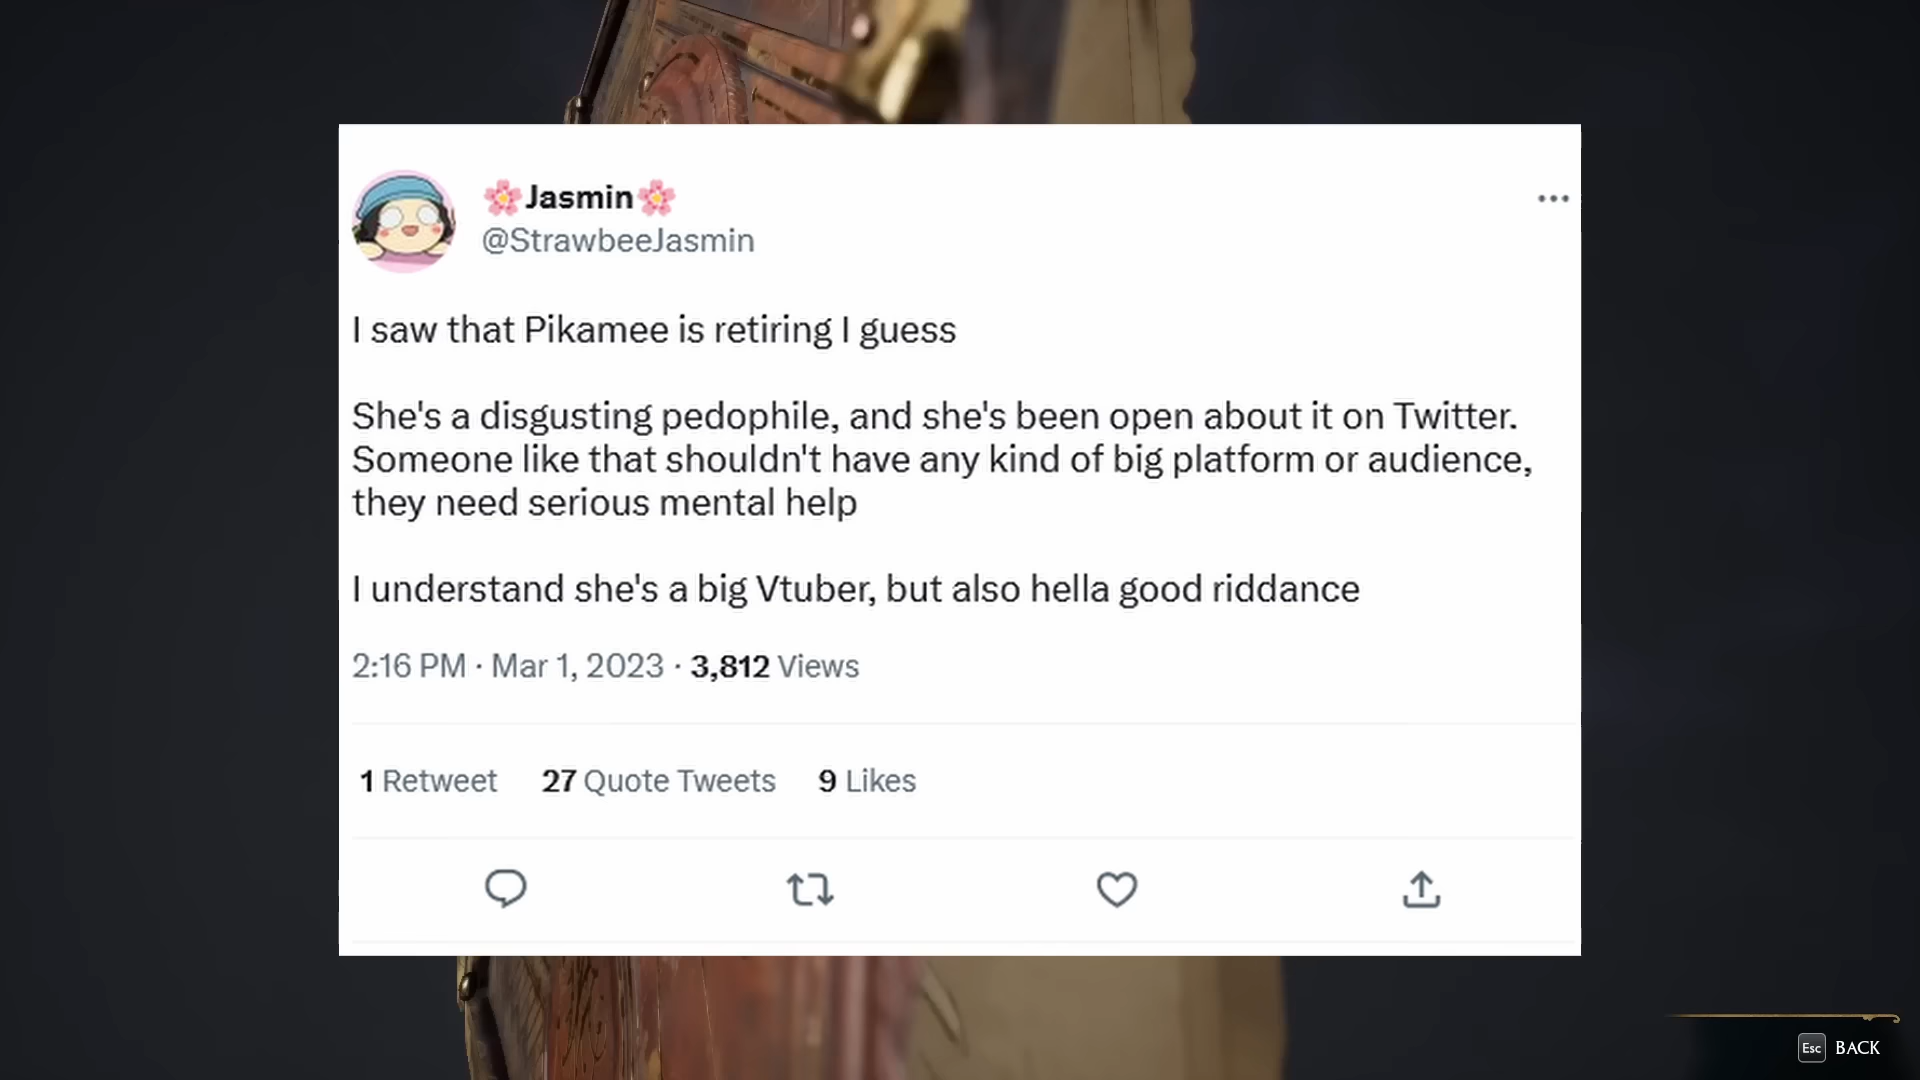 🌸Jasmin🌸
@StrawbeeJasmin
I saw that Pikamee is retiring I guess
She's a disgusting pedophile, and she's been open about it on Twitter.
Someone like that shouldn't have any kind of big platform or audience,
they need serious mental help
I understand she's a big Vtuber, but also hella good riddance
2:16 PM · Mar 1, 2023 · 3,812 Views
1 Retweet 27 Quote Tweets 9 Likes
Esc BACK